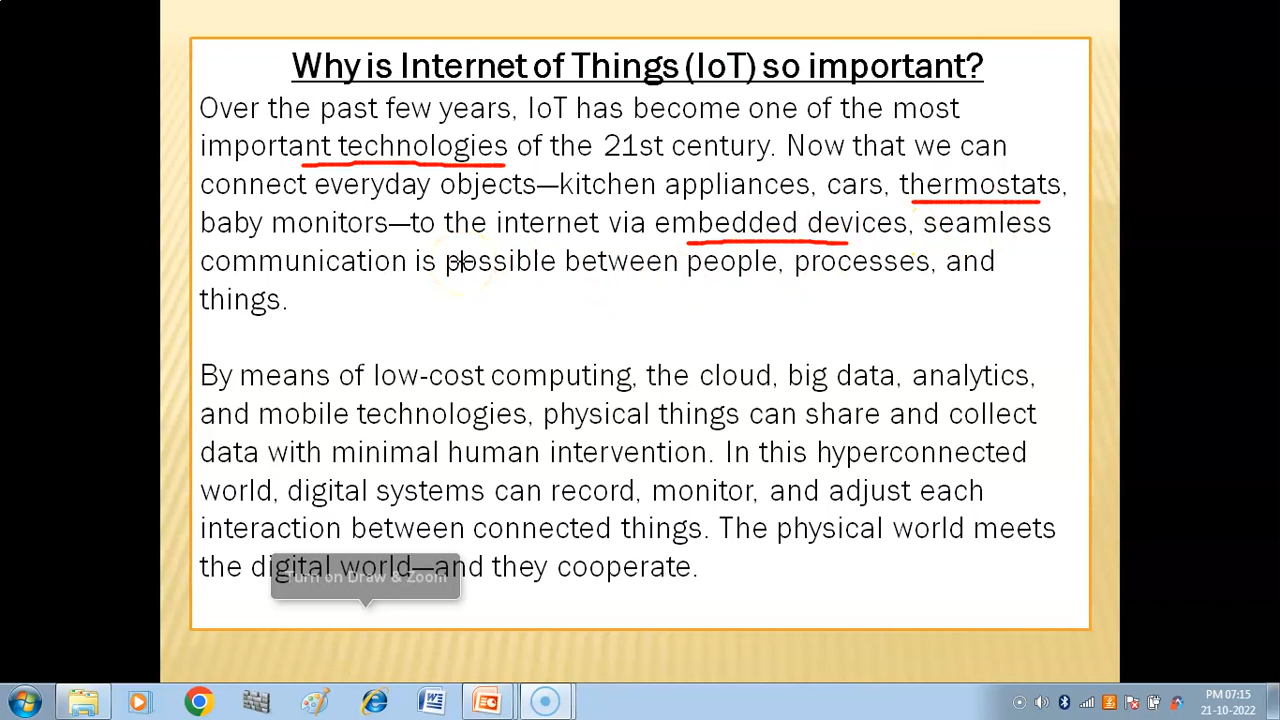 Why is Internet of Things (IoT) so important?
Over the past few years, IoT has become one of the most
important technologies of the 21st century. Now that we can
connect everyday objects—kitchen appliances, cars, thermostats,
baby monitors—to the internet via embedded devices, seamless
communication is possible between people, processes, and
things.
By means of low-cost computing, the cloud, big data, analytics,
and mobile technologies, physical things can share and collect
data with minimal human intervention. In this hyperconnected
world, digital systems can record, monitor, and adjust each
interaction between connected things. The physical world meets
the digital world—and they cooperate.
Turn on Draw & Zoom
PM 07:15
21-10-2022